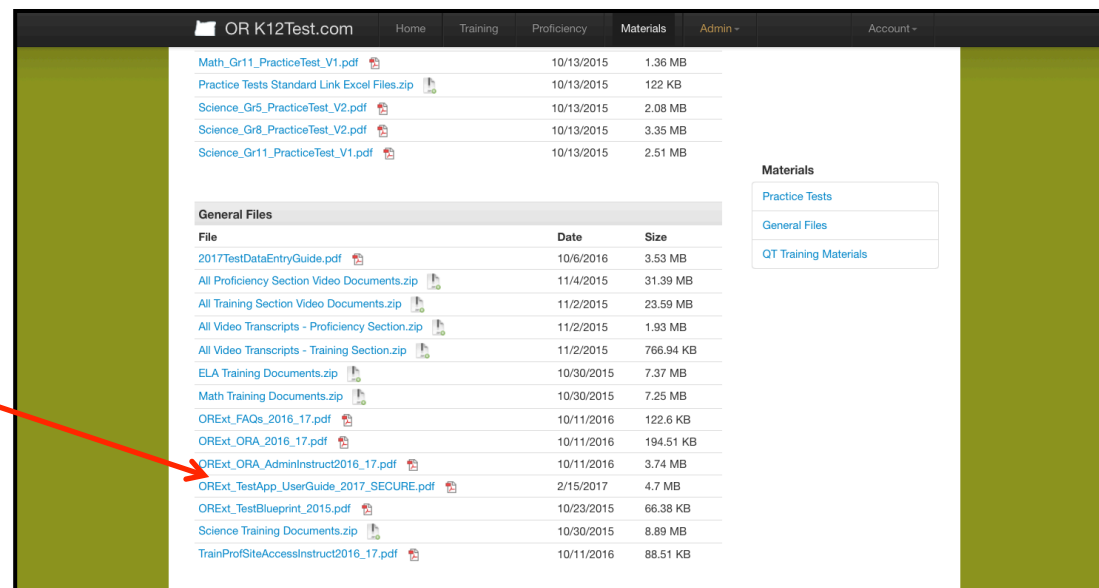 OR K12Test.com Home Training Proficiency Materials Admin Account
Math_Gr11_PracticeTest_V1.pdf 10/13/2015 1.36 MB
Practice Tests Standard Link Excel Files.zip 10/13/2015 122 KB
Science_Gr5_PracticeTest_V2.pdf 10/13/2015 2.08 MB
Science_Gr8_PracticeTest_V2.pdf 10/13/2015 3.35 MB
Science_Gr11_PracticeTest_V1.pdf 10/13/2015 2.51 MB
General Files
File Date Size
2017TestDataEntryGuide.pdf 10/6/2016 3.53 MB
All Proficiency Section Video Documents.zip 11/4/2015 31.39 MB
All Training Section Video Documents.zip 11/2/2015 23.59 MB
All Video Transcripts - Proficiency Section.zip 11/2/2015 1.93 MB
All Video Transcripts - Training Section.zip 11/2/2015 766.94 KB
ELA Training Documents.zip 10/30/2015 7.37 MB
Math Training Documents.zip 10/30/2015 7.25 MB
ORExt_FAQs_2016_17.pdf 10/11/2016 122.6 KB
ORExt_ORA_2016_17.pdf 10/11/2016 194.51 KB
ORExt_ORA_AdminInstruct2016_17.pdf 10/11/2016 3.74 MB
ORExt_TestApp_UserGuide_2017_SECURE.pdf 2/15/2017 4.7 MB
ORExt_TestBlueprint_2015.pdf 10/23/2015 66.38 KB
Science Training Documents.zip 10/30/2015 8.89 MB
TrainProfSiteAccessInstruct2016_17.pdf 10/11/2016 88.51 KB
Materials
Practice Tests
General Files
QT Training Materials